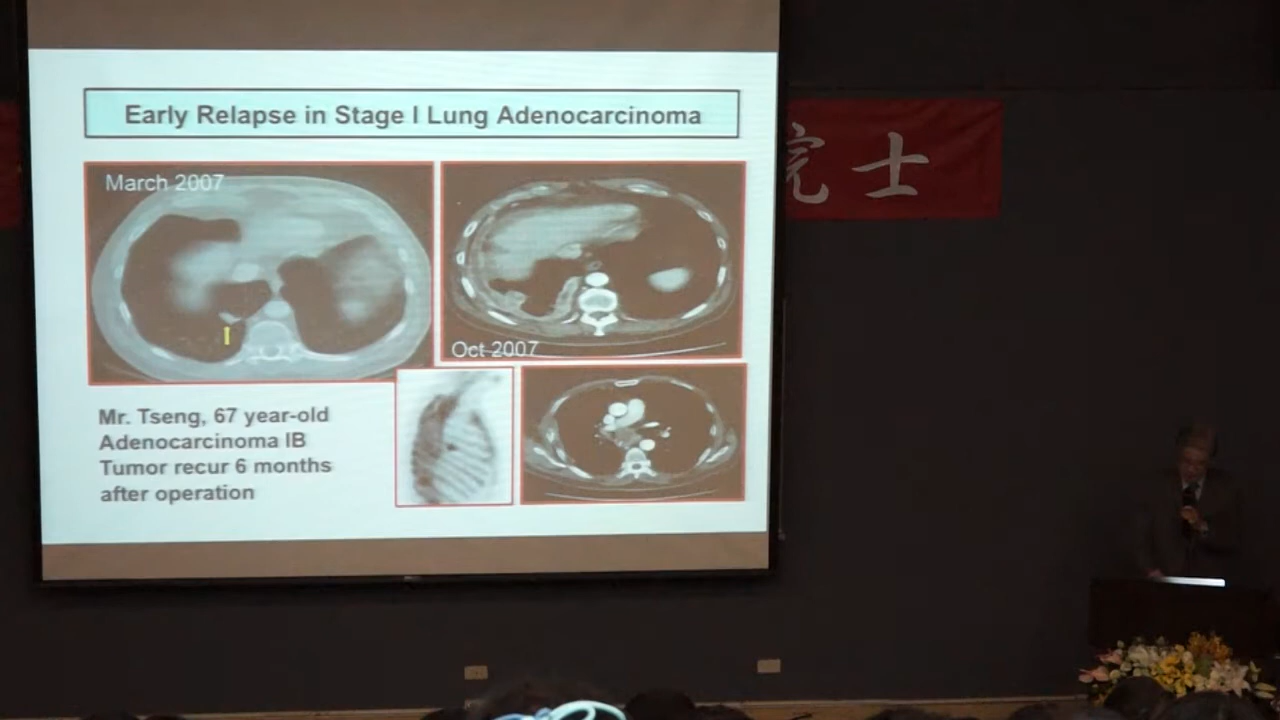 Early Relapse in Stage I Lung Adenocarcinoma
March 2007
Oct 2007
Mr. Tseng, 67 year-old
Adenocarcinoma IB
Tumor recur 6 months
after operation
院士